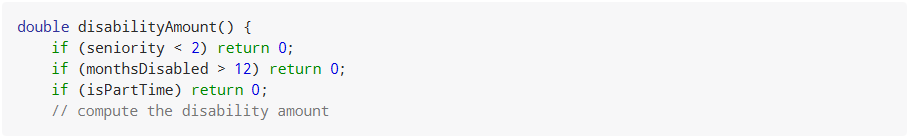 double disabilityAmount() {
    if (seniority < 2) return 0;
    if (monthsDisabled > 12) return 0;
    if (isPartTime) return 0;
    // compute the disability amount